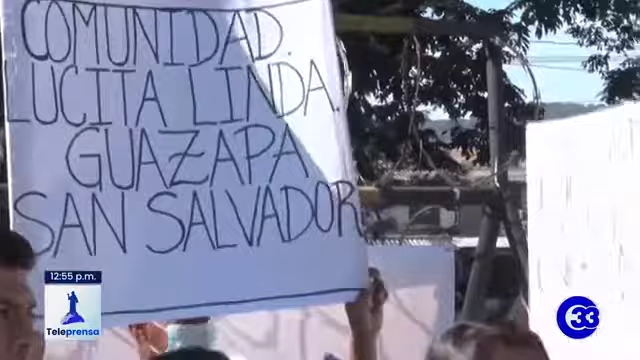 COMUNIDAD.
LUCITA LINDA.
GUAZAPA
SAN SALVADOR
12:55 p.m.
Teleprensa
33